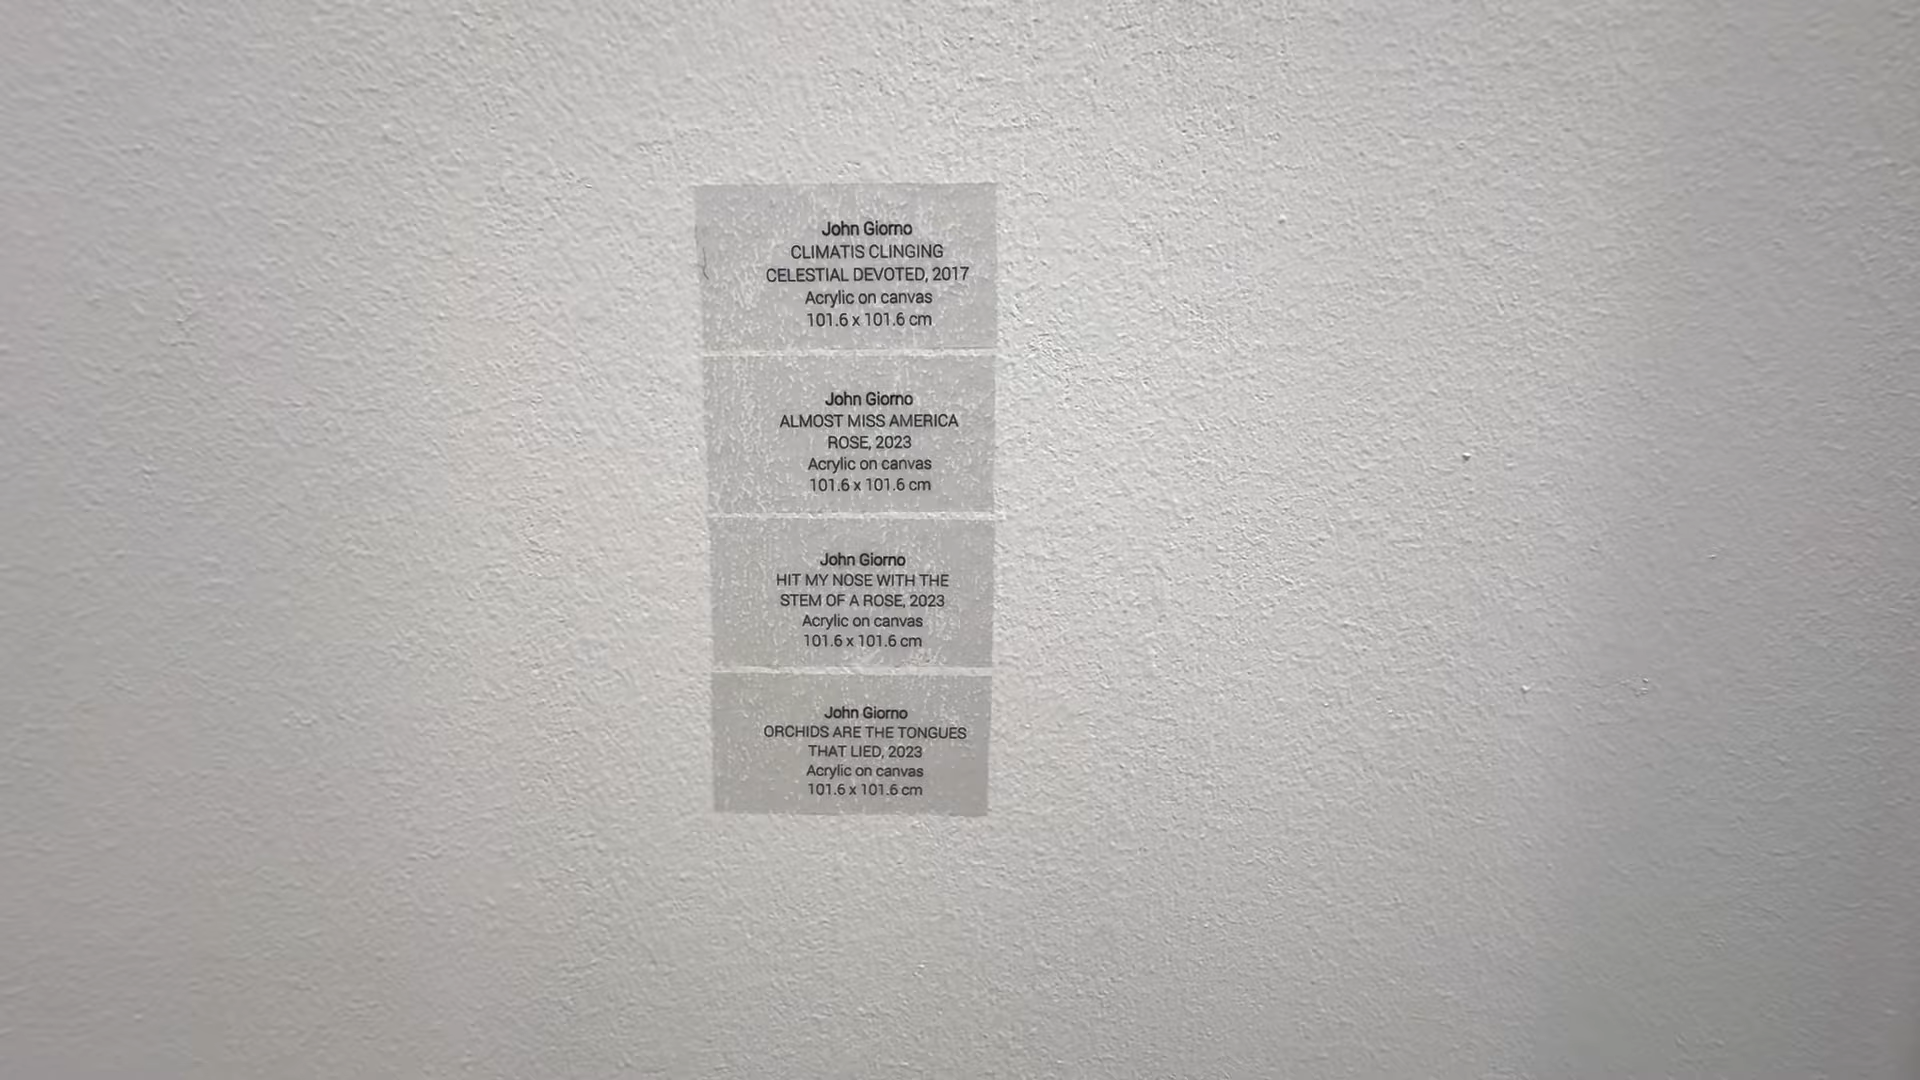 John Giorno
CLIMATIS CLINGING
CELESTIAL DEVOTED, 2017
Acrylic on canvas
101.6 x 101.6 cm
John Giorno
ALMOST MISS AMERICA
ROSE, 2023
Acrylic on canvas
101.6 x 101.6 cm
John Giorno
HIT MY NOSE WITH THE
STEM OF A ROSE, 2023
Acrylic on canvas
101.6 x 101.6 cm
John Giorno
ORCHIDS ARE THE TONGUES
THAT LIED, 2023
Acrylic on canvas
101.6 x 101.6 cm